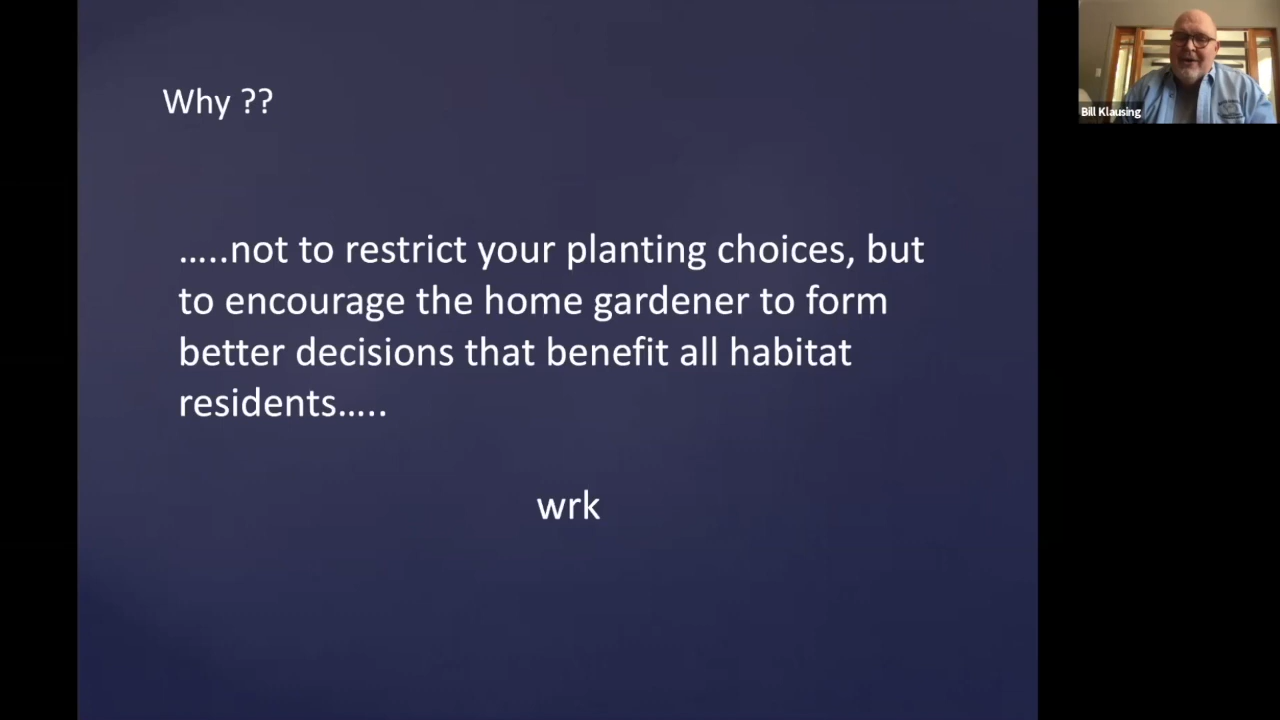 Why ??
.....not to restrict your planting choices, but
to encourage the home gardener to form
better decisions that benefit all habitat
residents.....
wrk
Bill Klausing